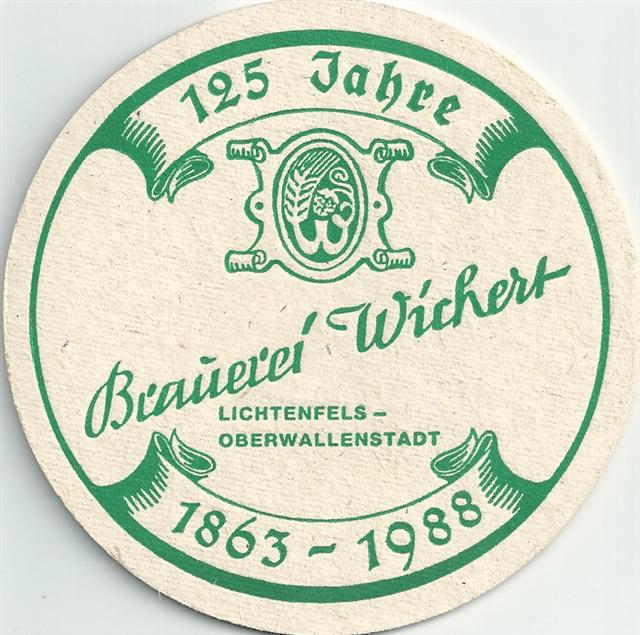 125 Jahre
Brauerei Wichert
LICHTENFELS –
OBERWALLENSTADT
1863 – 1988